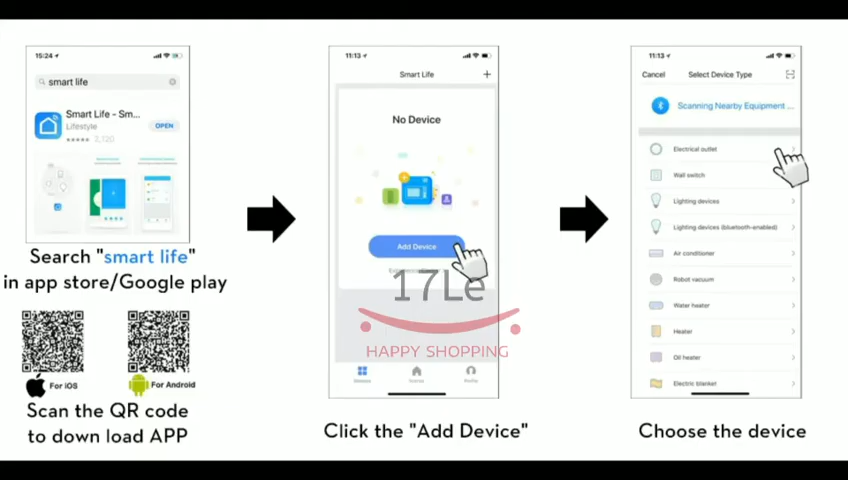 15:24
smart life
Smart Life - Sm...
Lifestyle
OPEN
2,120
Search "smart life"
in app store/Google play
For iOS
For Android
Scan the QR code
to down load APP
11:13
Smart Life
+
No Device
Add Device
17Le
HAPPY SHOPPING
Click the "Add Device"
11:13
Cancel
Select Device Type
Scanning Nearby Equipment ...
Electrical outlet
Wall switch
Lighting devices
Lighting devices (bluetooth-enabled)
Air conditioner
Robot vacuum
Water heater
Heater
Oil heater
Electric blanket
Choose the device